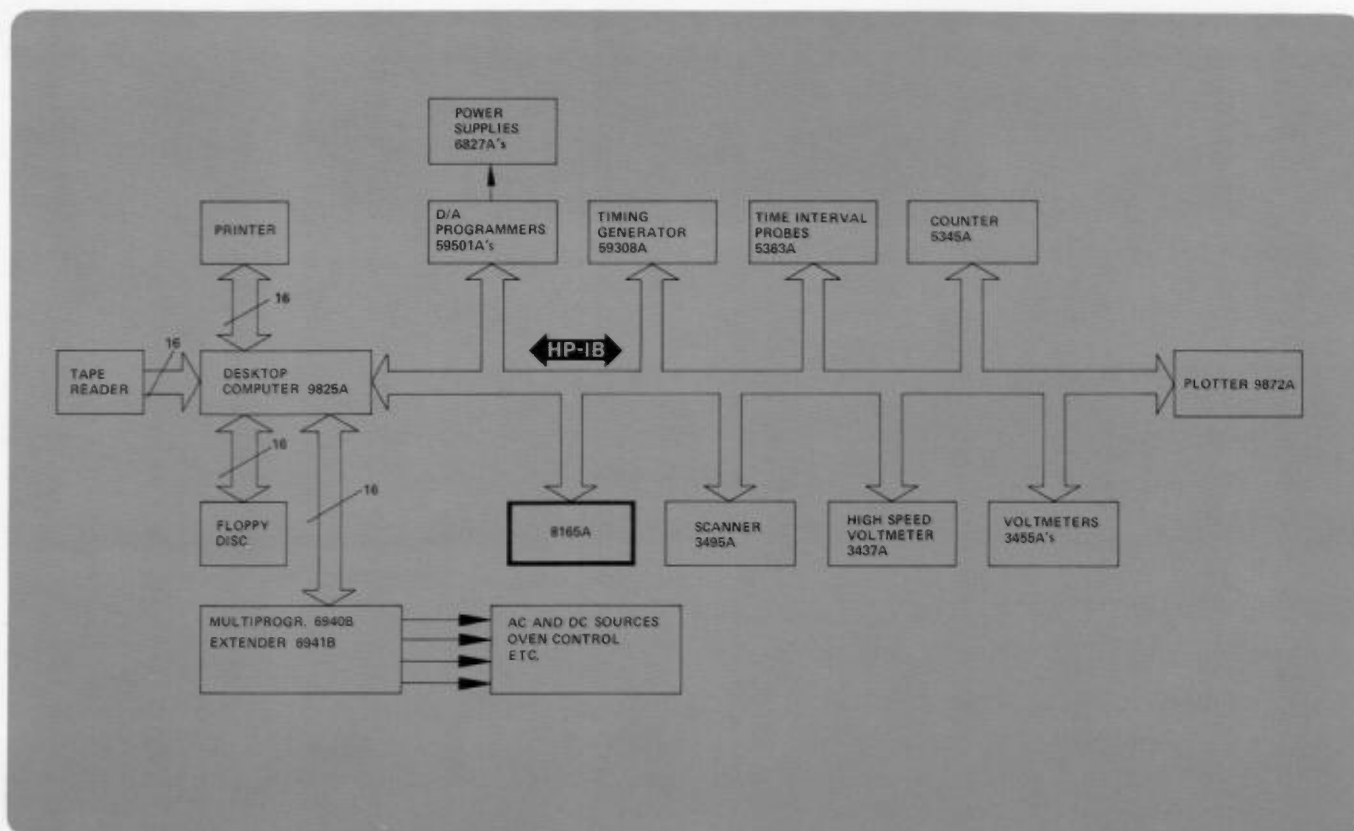 POWER
SUPPLIES
6827A's
PRINTER
D/A
PROGRAMMERS
59501A's
TIMING
GENERATOR
59308A
TIME INTERVAL
PROBES
5363A
COUNTER
5345A
16
HP-IB
16
TAPE
READER
DESKTOP
COMPUTER 9825A
PLOTTER 9872A
16
16
FLOPPY
DISC
8165A
SCANNER
3495A
HIGH SPEED
VOLTMETER
3437A
VOLTMETERS
3455A's
MULTIPROGR. 6940B
EXTENDER 6941B
AC AND DC SOURCES
OVEN CONTROL
ETC.